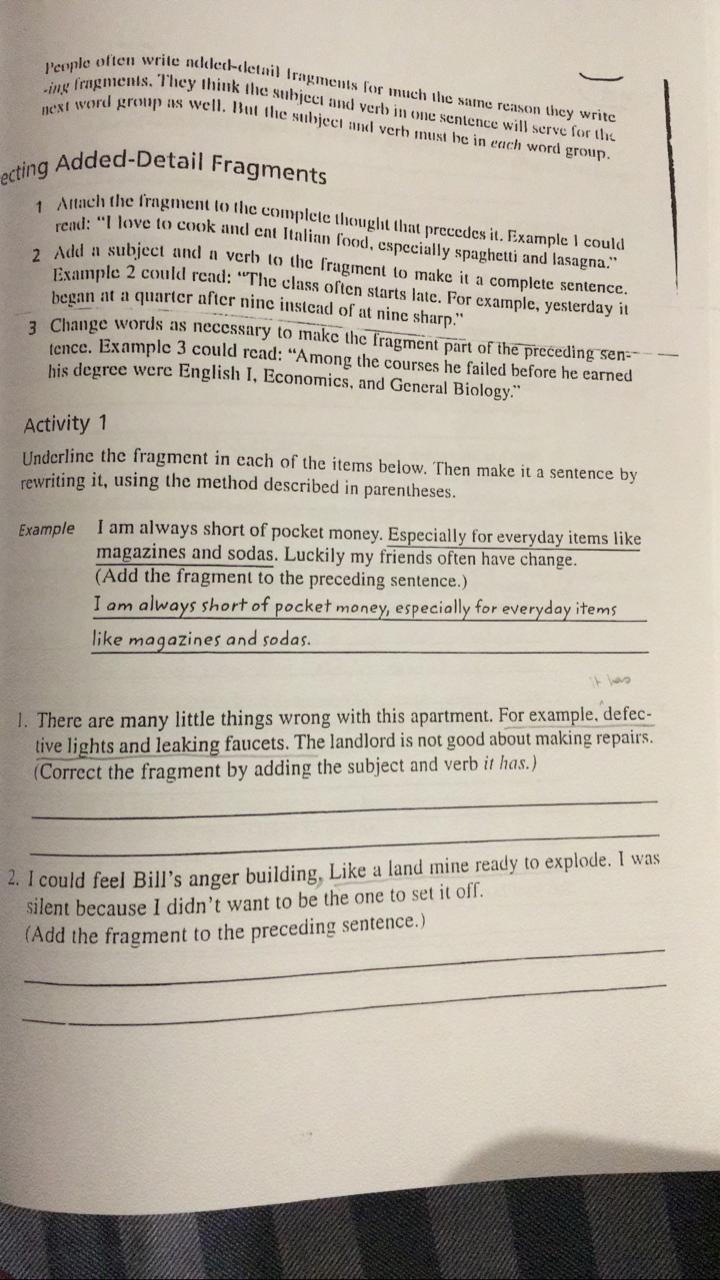 People often write added-detail fragments for much the same reason they write
-ing fragments. They think the subject and verb in one sentence will serve for the
next word group as well. But the subject and verb must be in each word group.
ecting Added-Detail Fragments
1 Attach the fragment to the complete thought that precedes it. Example 1 could
read: “I love to cook and eat Italian food, especially spaghetti and lasagna.”
2 Add a subject and a verb to the fragment to make it a complete sentence.
Example 2 could read: “The class often starts late. For example, yesterday it
began at a quarter after nine instead of at nine sharp.”
3 Change words as necessary to make the fragment part of the preceding sen-
tence. Example 3 could read: “Among the courses he failed before he earned
his degree were English I, Economics, and General Biology.”
Activity 1
Underline the fragment in each of the items below. Then make it a sentence by
rewriting it, using the method described in parentheses.
Example I am always short of pocket money. Especially for everyday items like
magazines and sodas. Luckily my friends often have change.
(Add the fragment to the preceding sentence.)
I am always short of pocket money, especially for everyday items
like magazines and sodas.
it has
1. There are many little things wrong with this apartment. For example, defec-
tive lights and leaking faucets. The landlord is not good about making repairs.
(Correct the fragment by adding the subject and verb it has.)
2. I could feel Bill’s anger building, Like a land mine ready to explode. I was
silent because I didn’t want to be the one to set it off.
(Add the fragment to the preceding sentence.)